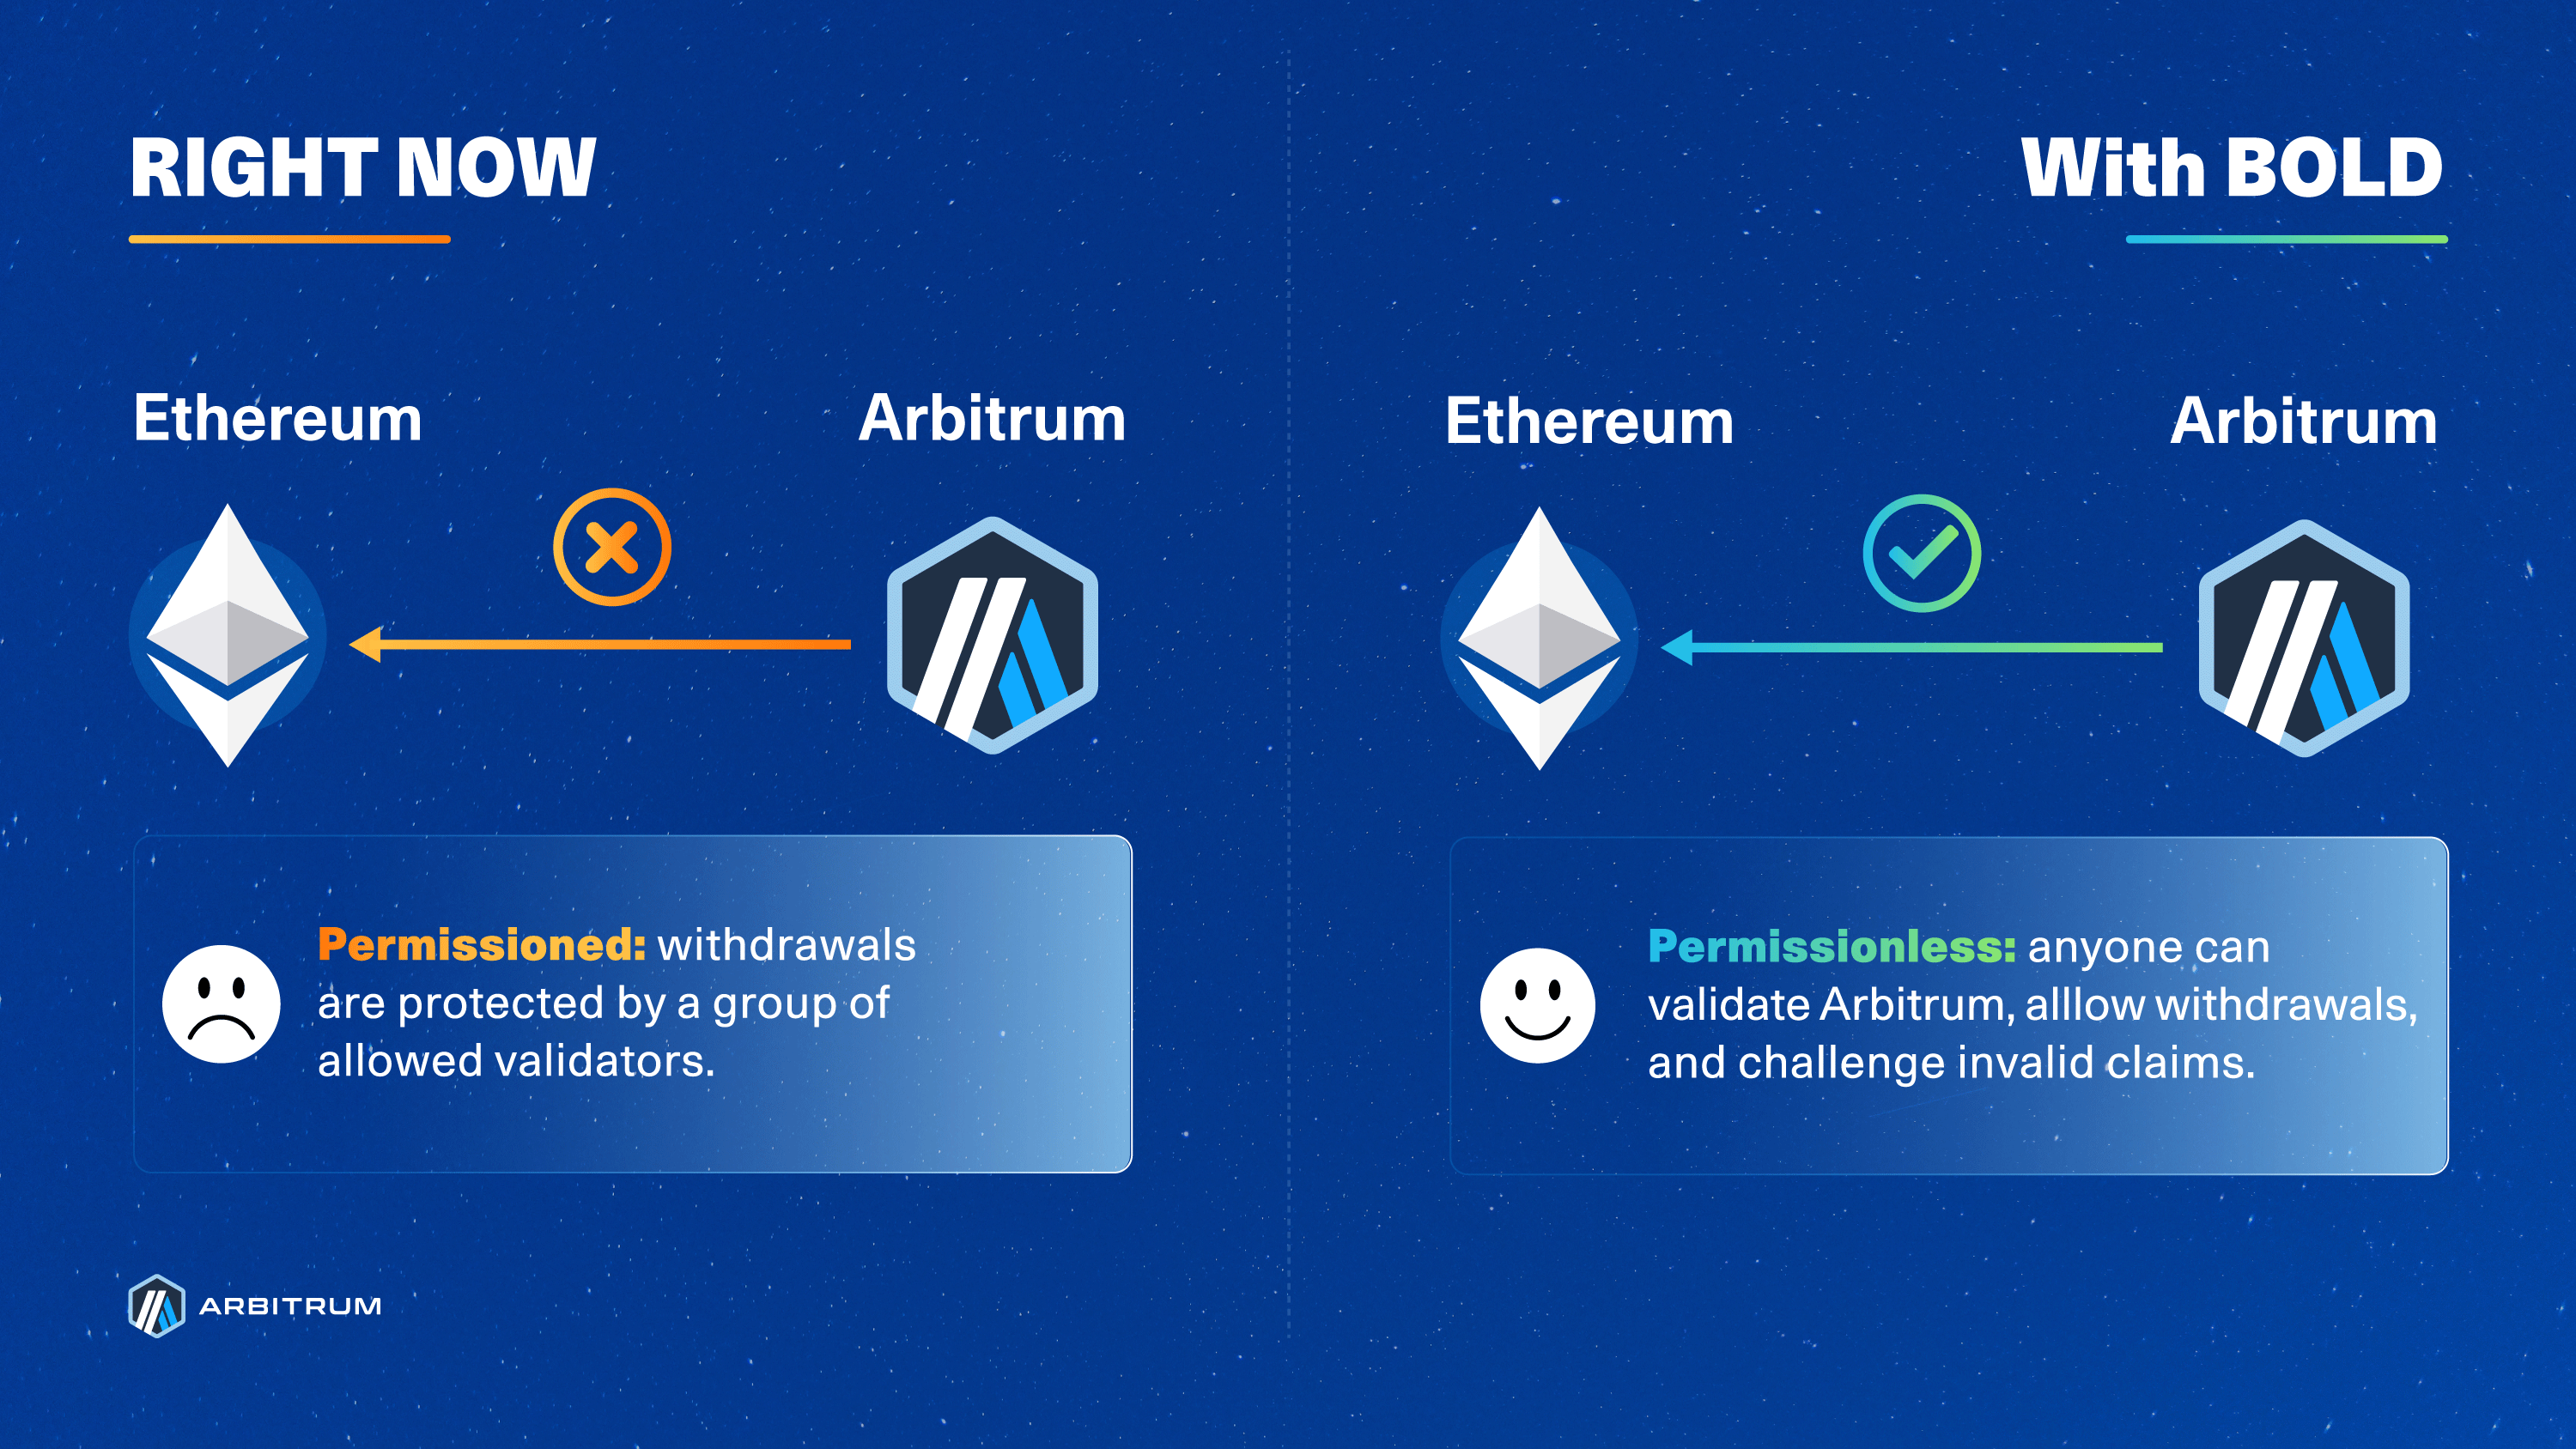 RIGHT NOW
Ethereum
Arbitrum
Permissioned: withdrawals
are protected by a group of
allowed validators.
With BOLD
Ethereum
Arbitrum
Permissionless: anyone can
validate Arbitrum, alllow withdrawals,
and challenge invalid claims.
ARBITRUM